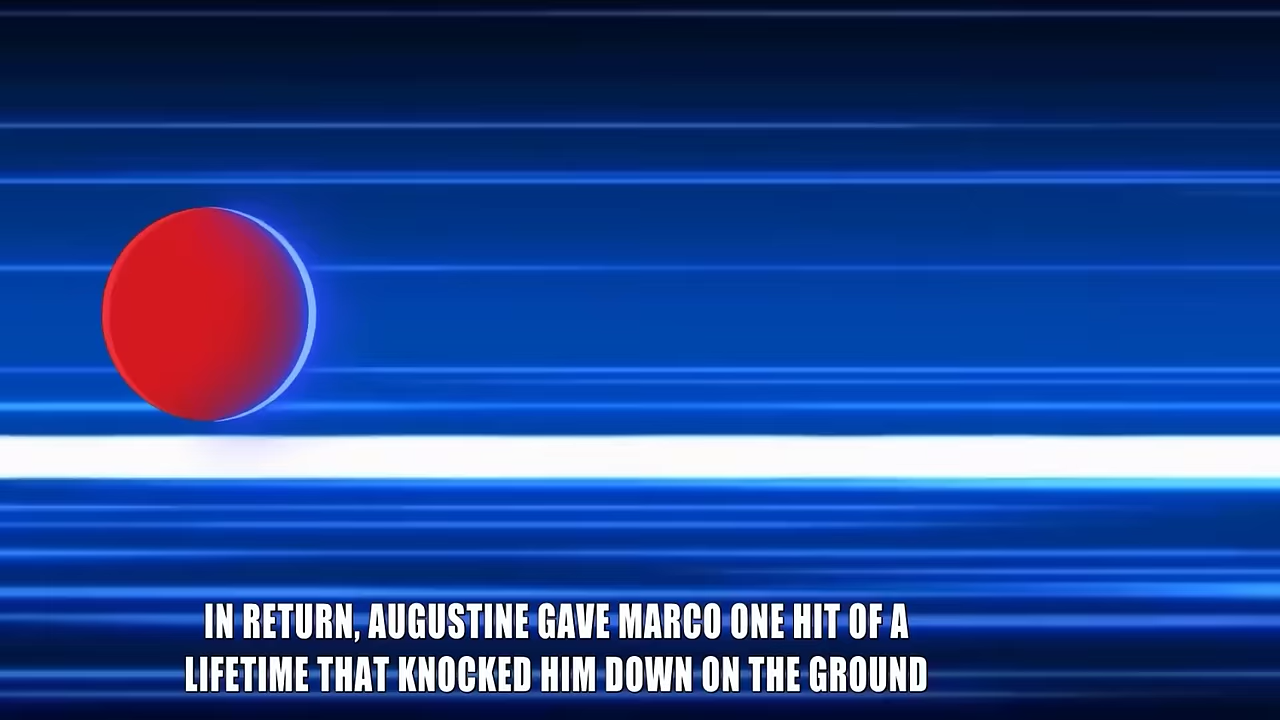 IN RETURN, AUGUSTINE GAVE MARCO ONE HIT OF A
LIFETIME THAT KNOCKED HIM DOWN ON THE GROUND